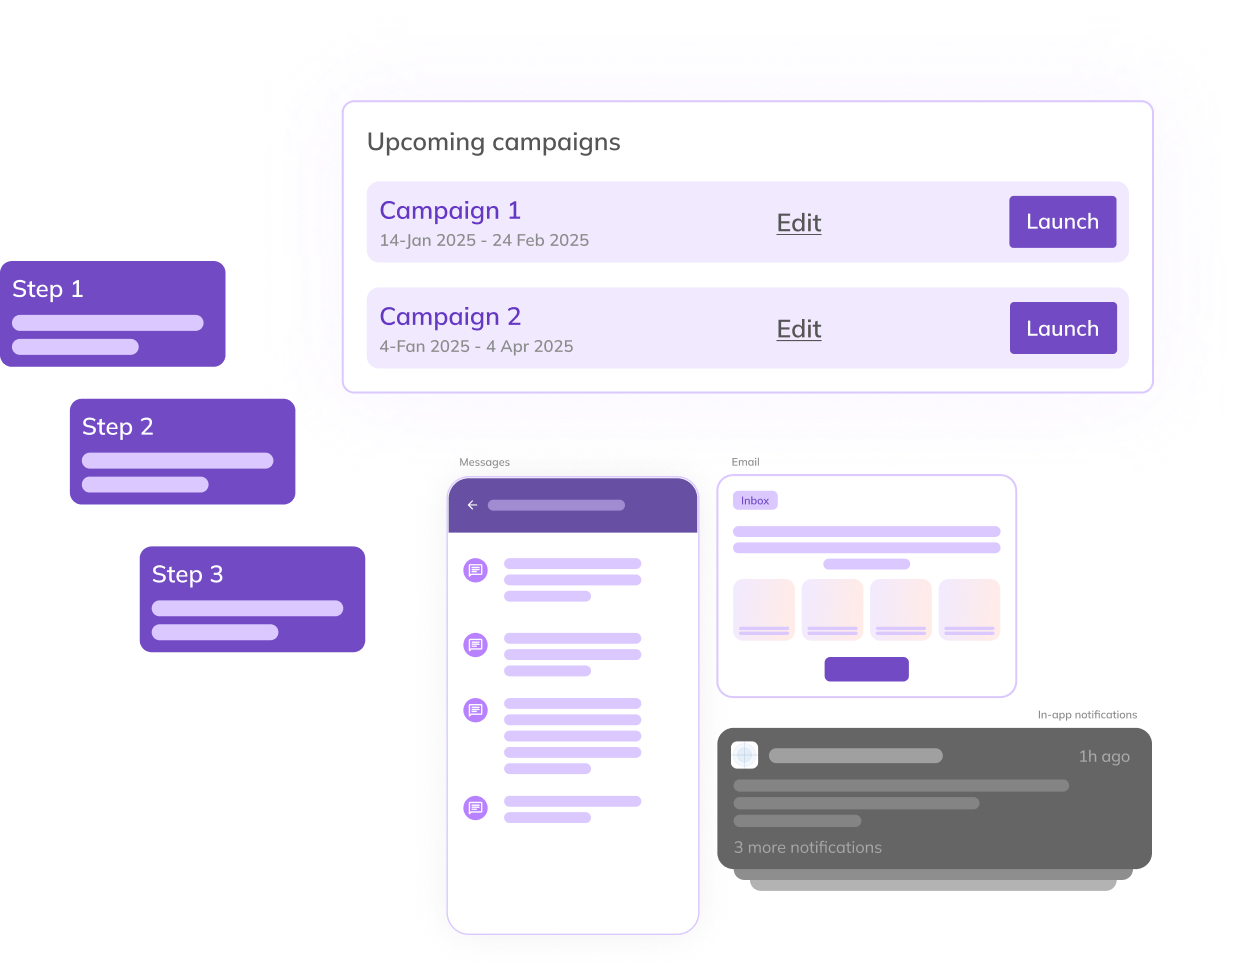 Upcoming campaigns
Campaign 1
14-Jan 2025 - 24 Feb 2025
Edit
Launch
Campaign 2
4-Fan 2025 - 4 Apr 2025
Edit
Launch
Step 1
Step 2
Step 3
Messages
Email
Inbox
In-app notifications
1h ago
3 more notifications